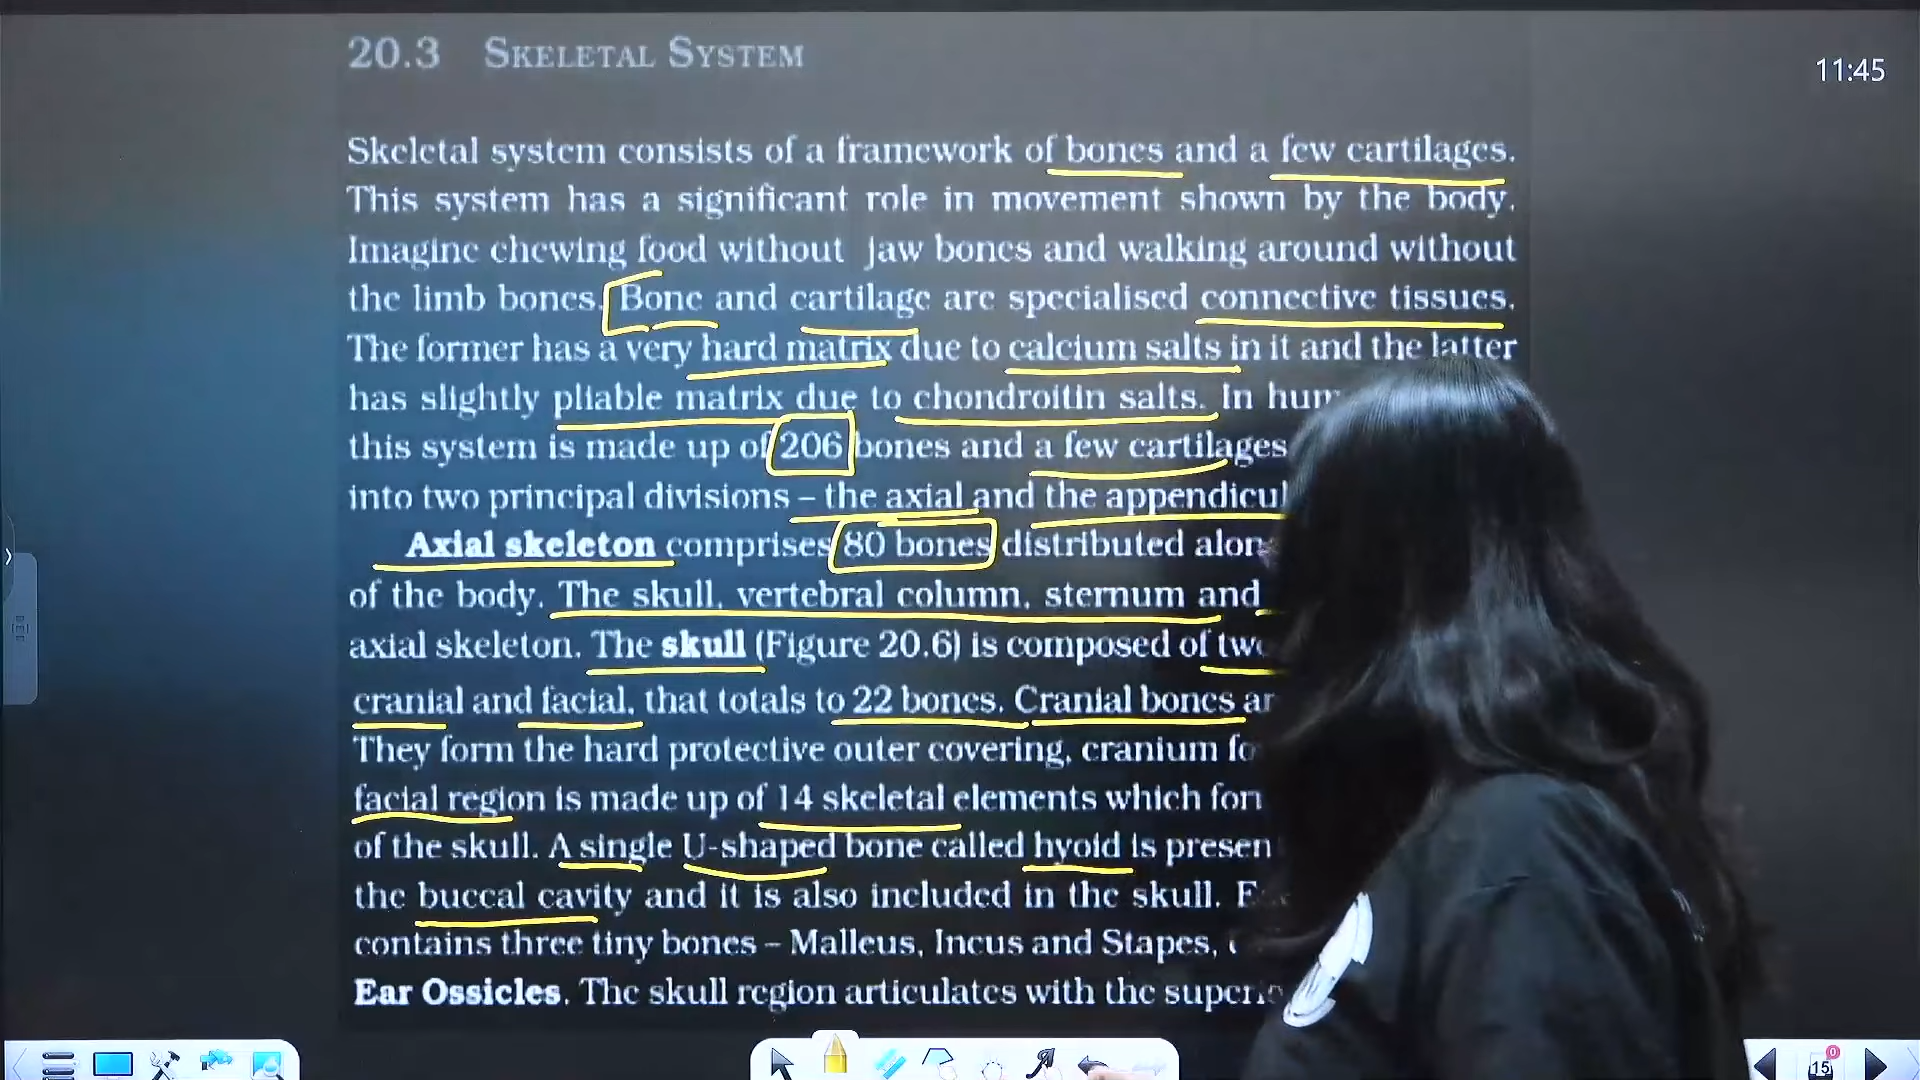 20.3 SKELETAL SYSTEM
11:45
Skeletal system consists of a framework of bones and a few cartilages.
This system has a significant role in movement shown by the body.
Imagine chewing food without jaw bones and walking around without
the limb bones. Bone and cartilage are specialised connective tissues.
The former has a very hard matrix due to calcium salts in it and the latter
has slightly pliable matrix due to chondroitin salts. In
this system is made up of 206 bones and a few cartilages
into two principal divisions – the axial and the
Axial skeleton comprises 80 bones distributed
of the body. The skull, vertebral column, sternum and
axial skeleton. The skull (Figure 20.6) is composed of
cranial and facial, that totals to 22 bones. Cranial bones
They form the hard protective outer covering, cranium
facial region is made up of 14 skeletal elements which
of the skull. A single U-shaped bone called hyoid is
the buccal cavity and it is also included in the skull.
contains three tiny bones – Malleus, Incus and Stapes,
Ear Ossicles. The skull region articulates with the
15